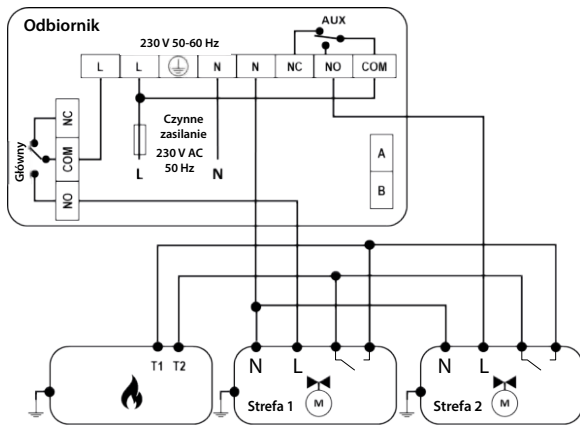 Odbiornik
230 V 50-60 Hz
AUX
L L N N NC NO COM
Główny
NC
COM
NO
Czynne
zasilanie
230 V AC
50 Hz
L N
A
B
T1 T2
N L
Strefa 1
M
N L
Strefa 2
M